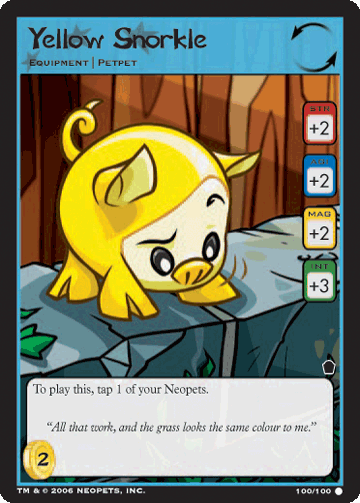 Yellow Snorkle
Equipment | Petpet
STR
+2
+2
MAG
+2
INT
+3
To play this, tap 1 of your Neopets.
“All that work, and the grass looks the same colour to me.”
2
TM & © 2006 NEOPETS, INC.
100/100